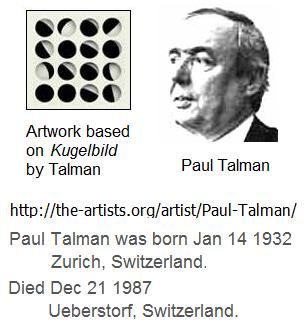 Artwork based
on Kugelbild
by Talman
Paul Talman
http://the-artists.org/artist/Paul-Talman/
Paul Talman was born Jan 14 1932
Zurich, Switzerland.
Died Dec 21 1987
Ueberstorf, Switzerland.